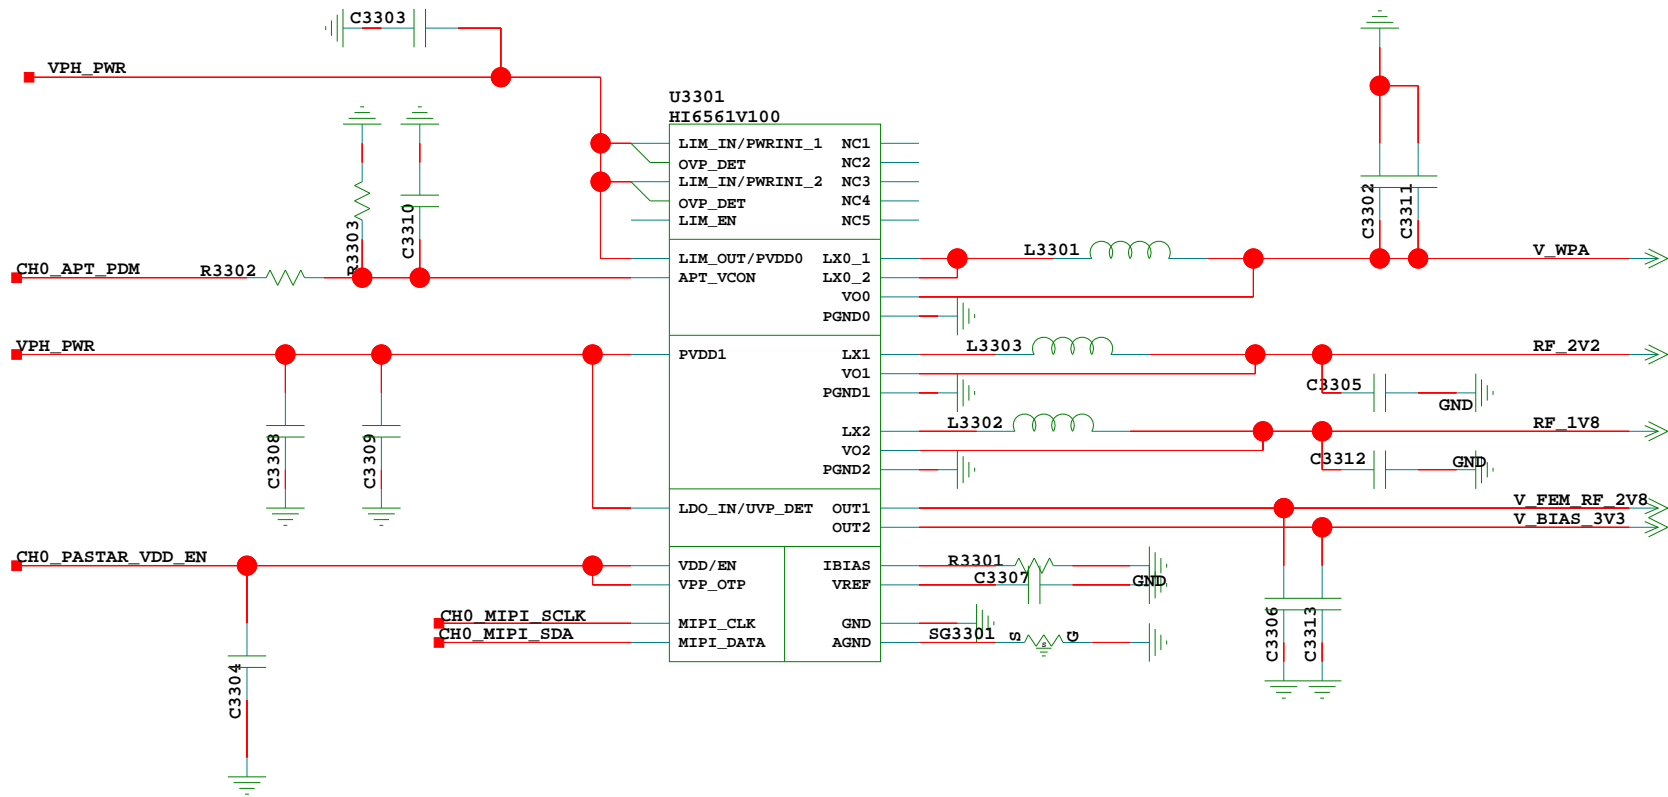 C3303
VPH_PWR
U3301
HI6561V100
LIM_IN/PWRINI_1 NC1
OVP_DET NC2
LIM_IN/PWRINI_2 NC3
OVP_DET NC4
LIM_EN NC5
R3303
C3310
C3302
C3311
CH0_APT_PDM
R3302
LIM_OUT/PVDD0 LX0_1
APT_VCON LX0_2
VO0
PGND0
L3301
V_WPA
VPH_PWR
PVDD1 LX1
VO1
PGND1
L3303
RF_2V2
C3305
GND
LX2
VO2
PGND2
L3302
RF_1V8
C3312
GND
C3308
C3309
LDO_IN/UVP_DET OUT1
OUT2
V_FEM_RF_2V8
V_BIAS_3V3
CH0_PASTAR_VDD_EN
VDD/EN IBIAS
VPP_OTP VREF
R3301
C3307
GND
CH0_MIPI_SCLK
CH0_MIPI_SDA
MIPI_CLK GND
MIPI_DATA AGND
SG3301 S G
s
C3306
C3313
C3304